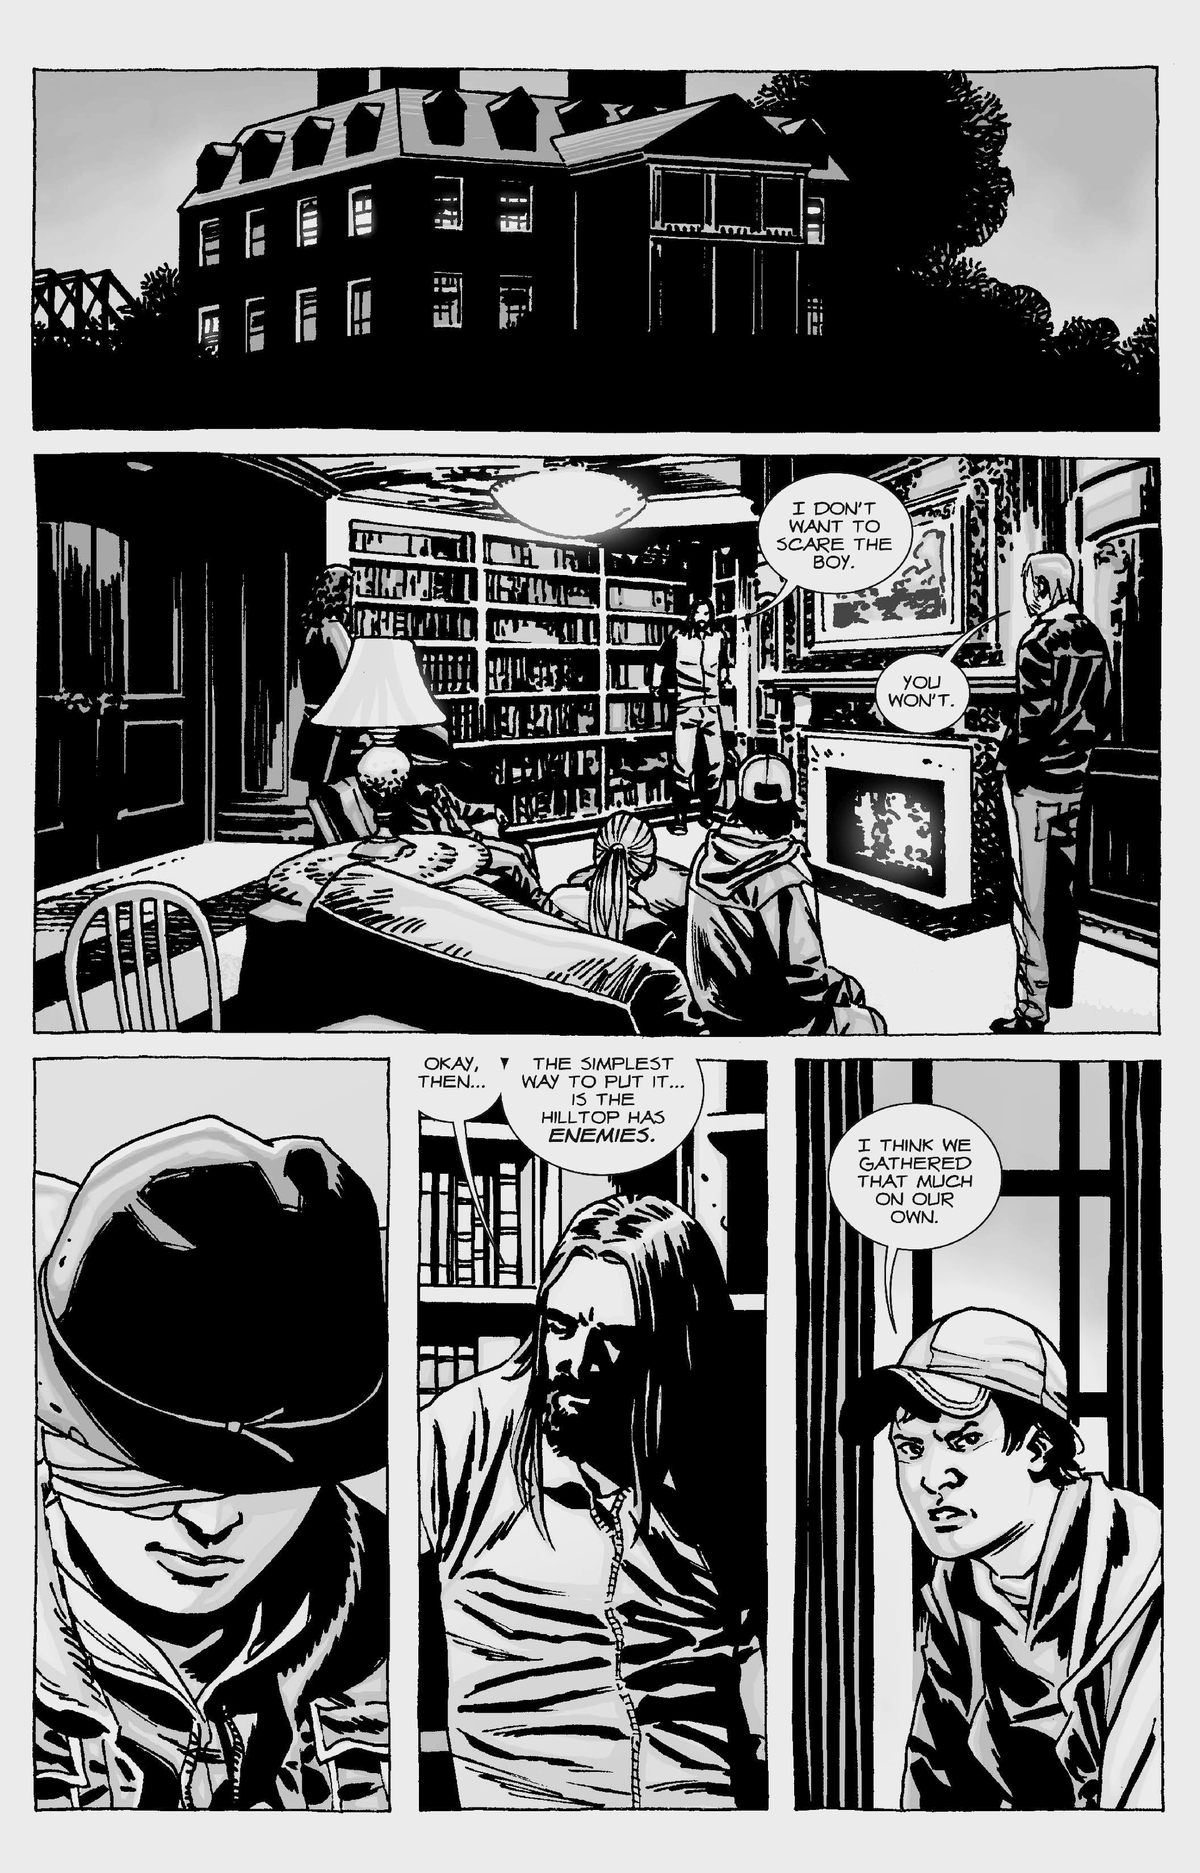 I DON'T
WANT TO
SCARE THE
BOY.
YOU
WON'T.
OKAY,
THEN...
THE SIMPLEST
WAY TO PUT IT...
IS THE
HILLTOP HAS
ENEMIES.
I THINK WE
GATHERED
THAT MUCH
ON OUR
OWN.